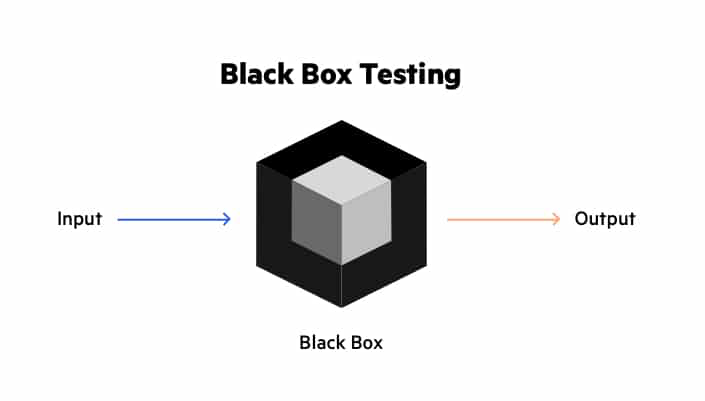 Black Box Testing
Input
Output
Black Box